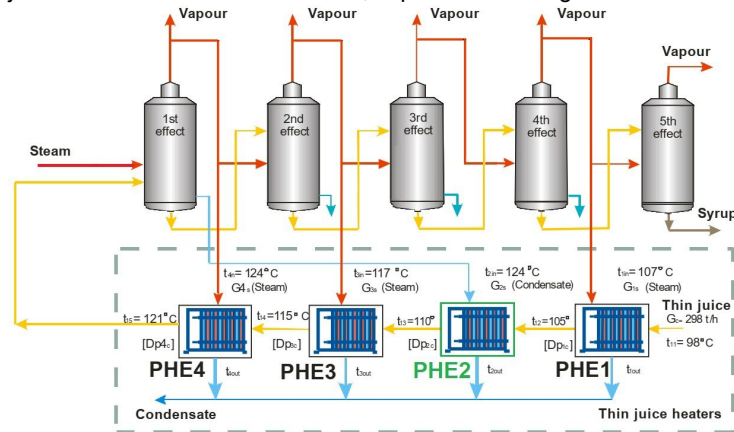 Vapour Vapour Vapour Vapour
Vapour
1st
effect
2nd
effect
3rd
effect
4th
effect
5th
effect
Steam
Syrup
t4in= 124°C
G4s (Steam)
t3in=117 °C
G3s (Steam)
t2in= 124 °C
G2s (Condensate)
t1in= 107°C
G1s (Steam)
Thin juice
Gc= 298 t/h
t11= 98°C
t15= 121°C
t14= 115°C
t13= 110°
t12=105°
[Dp4c]
[Dp3c]
[Dp2c]
[Dp1c]
PHE4
PHE3
PHE2
PHE1
t4out
t3out
t2out
t1out
Condensate
Thin juice heaters